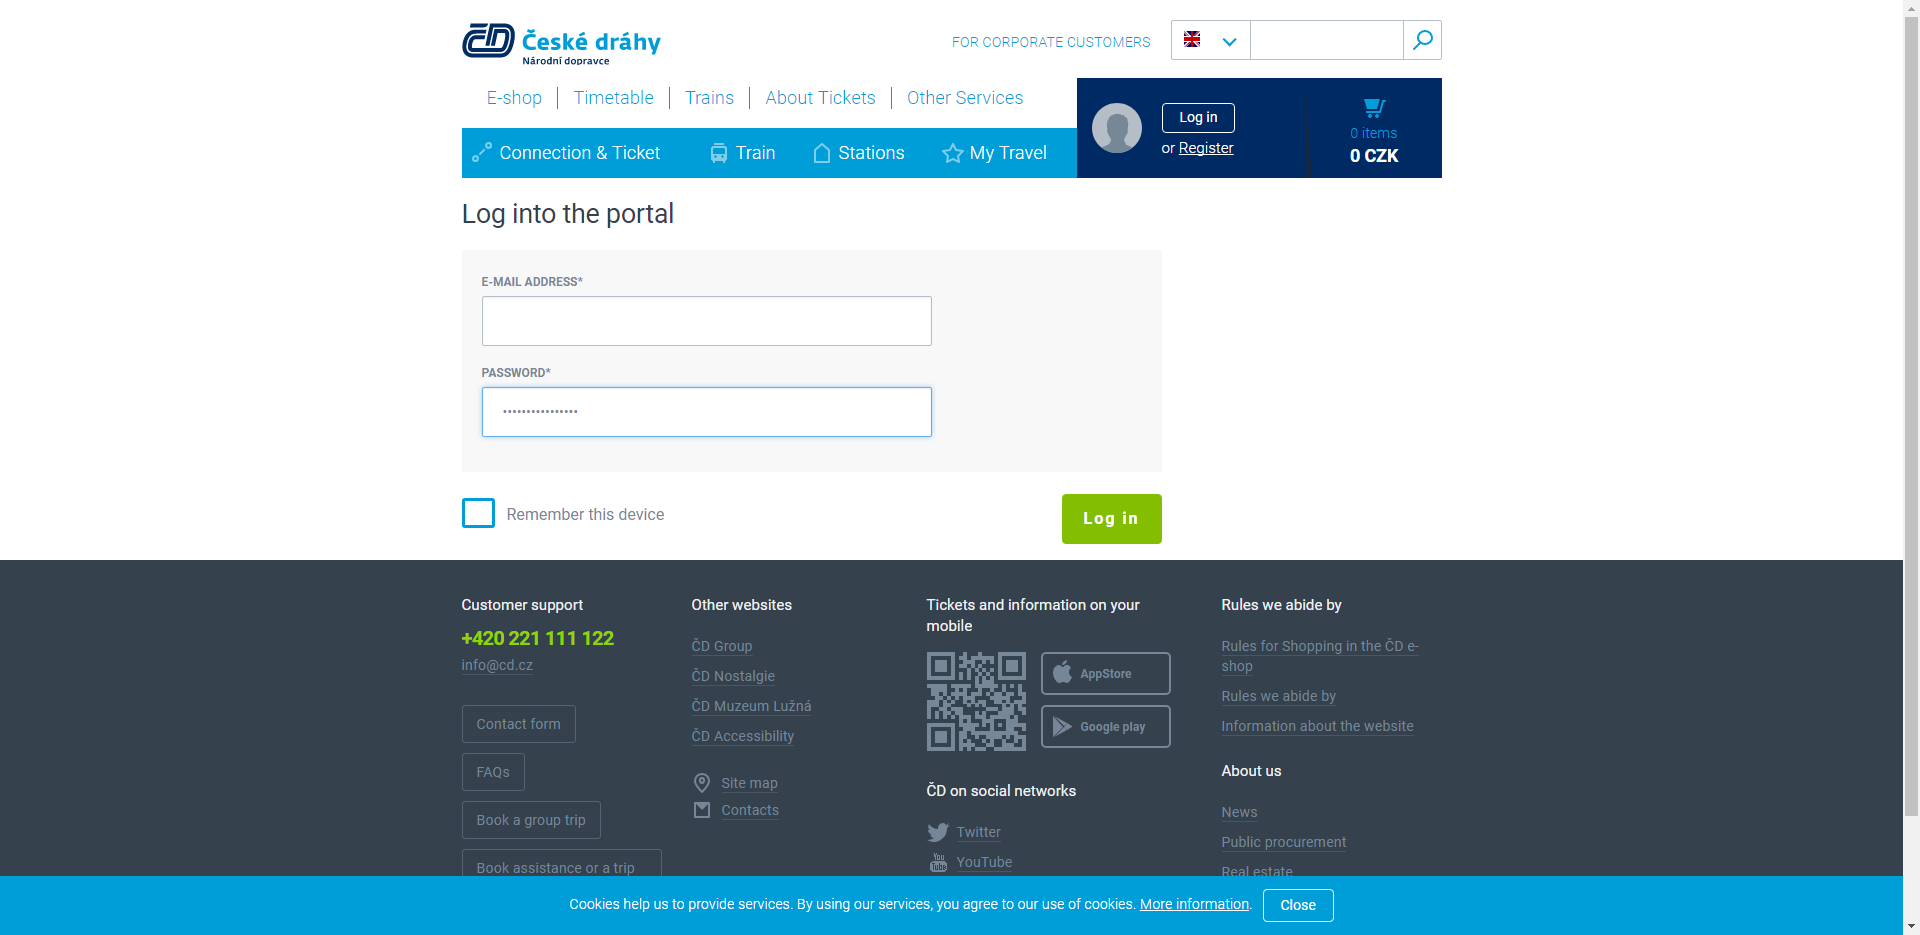 ČD České dráhy
Národní dopravce
FOR CORPORATE CUSTOMERS
E-shop
Timetable
Trains
About Tickets
Other Services
Log in
or Register
0 items
0 CZK
Connection & Ticket
Train
Stations
My Travel
Log into the portal
E-MAIL ADDRESS*
PASSWORD*
Remember this device
Log in
Customer support
+420 221 111 122
info@cd.cz
Contact form
FAQs
Book a group trip
Book assistance or a trip
Other websites
ČD Group
ČD Nostalgie
ČD Muzeum Lužná
ČD Accessibility
Site map
Contacts
Tickets and information on your
mobile
AppStore
Google play
ČD on social networks
Twitter
You
Tube
YouTube
Rules we abide by
Rules for Shopping in the ČD e-
shop
Rules we abide by
Information about the website
About us
News
Public procurement
Real estate
Cookies help us to provide services. By using our services, you agree to our use of cookies. More information.
Close